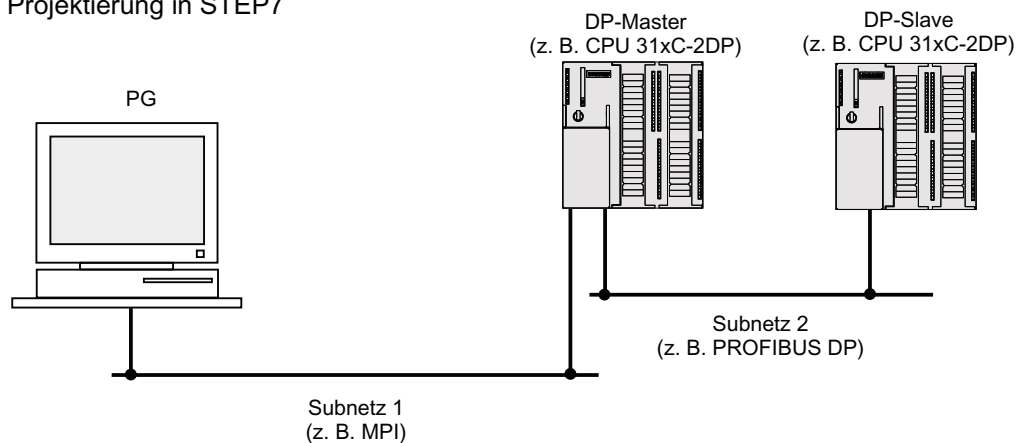 Projektierung in STEP7
DP-Master
(z. B. CPU 31xC-2DP)
DP-Slave
(z. B. CPU 31xC-2DP)
PG
Subnetz 2
(z. B. PROFIBUS DP)
Subnetz 1
(z. B. MPI)